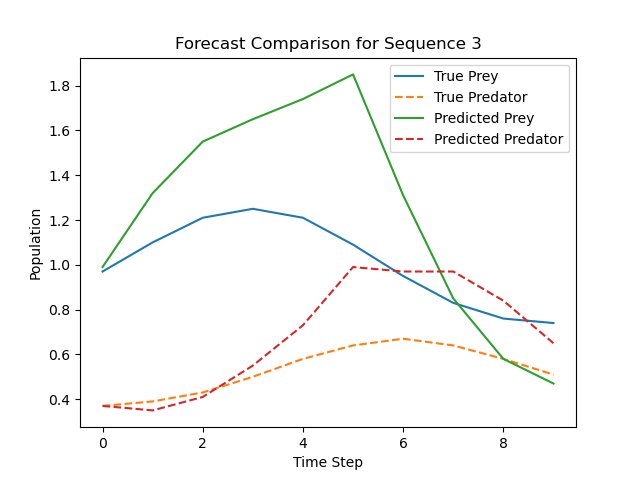 Forecast Comparison for Sequence 3
True Prey
True Predator
Predicted Prey
Predicted Predator
Population
1.8
1.6
1.4
1.2
1.0
0.8
0.6
0.4
0 2 4 6 8
Time Step